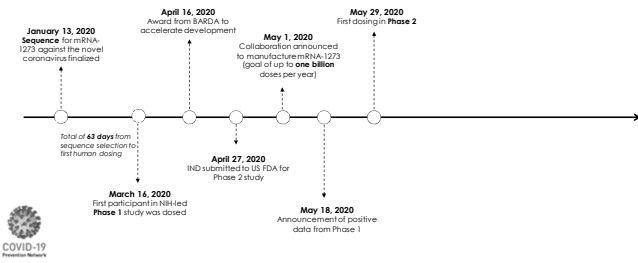 January 13, 2020
Sequence for mRNA-
1273 against the novel
coronavirus finalized
April 16, 2020
Award from BARDA to
accelerate development
May 1, 2020
Collaboration announced
to manufacture mRNA-1273
(goal of up to one billion
doses per year)
May 29, 2020
First dosing in Phase 2
Total of 63 days from
sequence selection to
first human dosing
March 16, 2020
First participant in NIH-led
Phase 1 study was dosed
April 27, 2020
IND submitted to US FDA for
Phase 2 study
May 18, 2020
Announcement of positive
data from Phase 1
COVID-19
Prevention Network